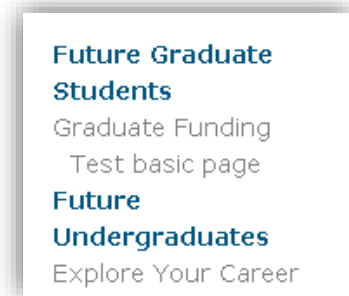 Future Graduate
Students
Graduate Funding
Test basic page
Future
Undergraduates
Explore Your Career